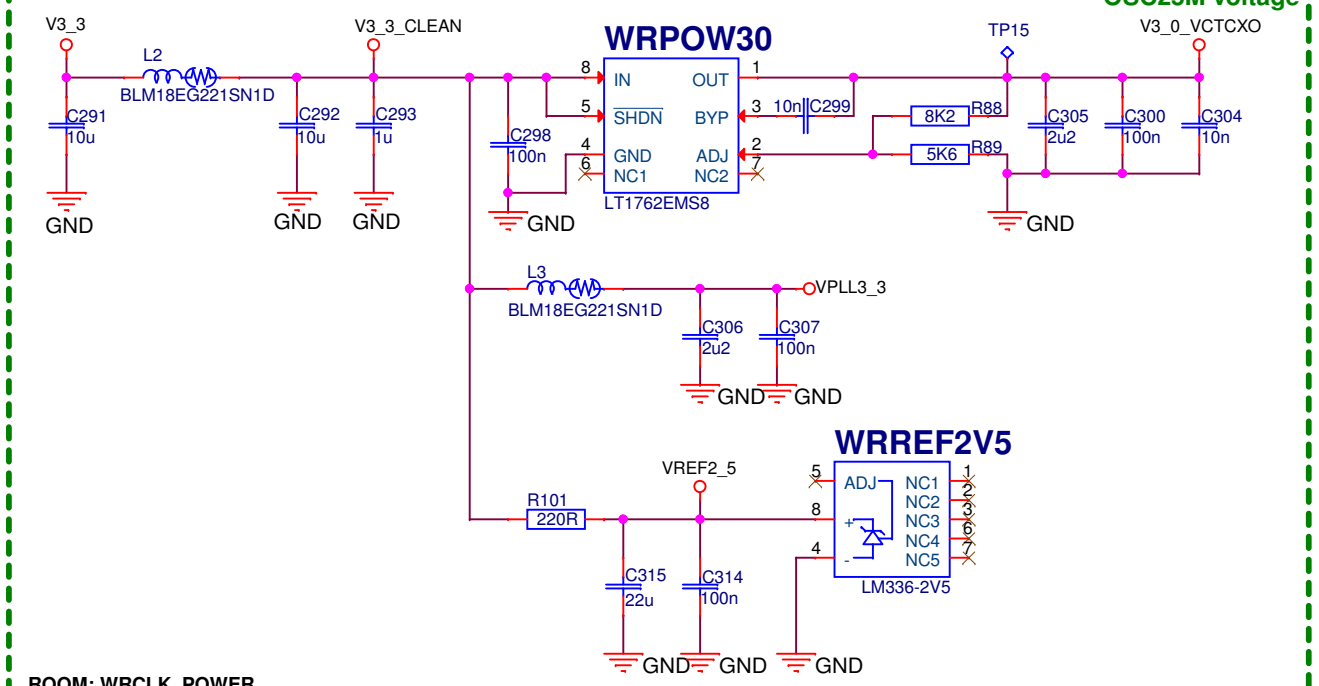 V3_3
V3_3_CLEAN
WRPOW30
TP15
V3_0_VCTCXO
L2
BLM18EG221SN1D
C291
10u
GND
C292
10u
GND
C293
1u
GND
C298
100n
GND
8 IN OUT 1
5 SHDN BYP 3
4 GND ADJ 2
6 NC1 NC2 7
LT1762EMS8
10n C299
8K2 R88
5K6 R89
C305
2u2
C300
100n
C304
10n
GND
L3
BLM18EG221SN1D
VPLL3_3
C306
2u2
GND
C307
100n
GND
WRREF2V5
VREF2_5
R101
220R
C315
22u
GND
C314
100n
GND
GND
5 ADJ NC1 1
NC2 2
8 + NC3 3
NC4 6
4 - NC5 7
LM336-2V5